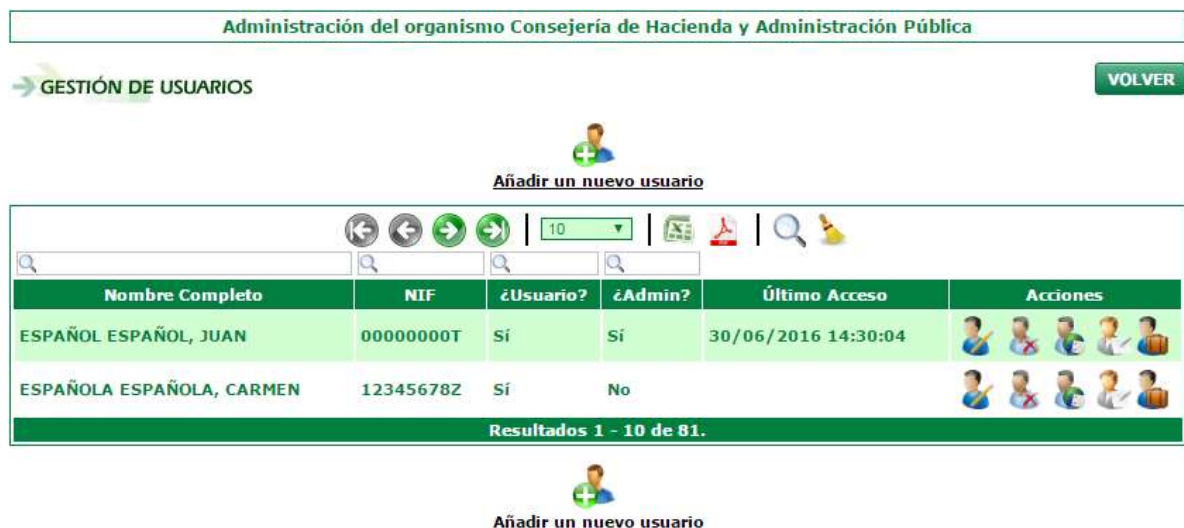 Administración del organismo Consejería de Hacienda y Administración Pública
GESTIÓN DE USUARIOS
VOLVER
Añadir un nuevo usuario
10
Nombre Completo NIF ¿Usuario? ¿Admin? Último Acceso Acciones
ESPAÑOL ESPAÑOL, JUAN 00000000T Sí Sí 30/06/2016 14:30:04
ESPAÑOLA ESPAÑOLA, CARMEN 12345678Z Sí No
Resultados 1 - 10 de 81.
Añadir un nuevo usuario